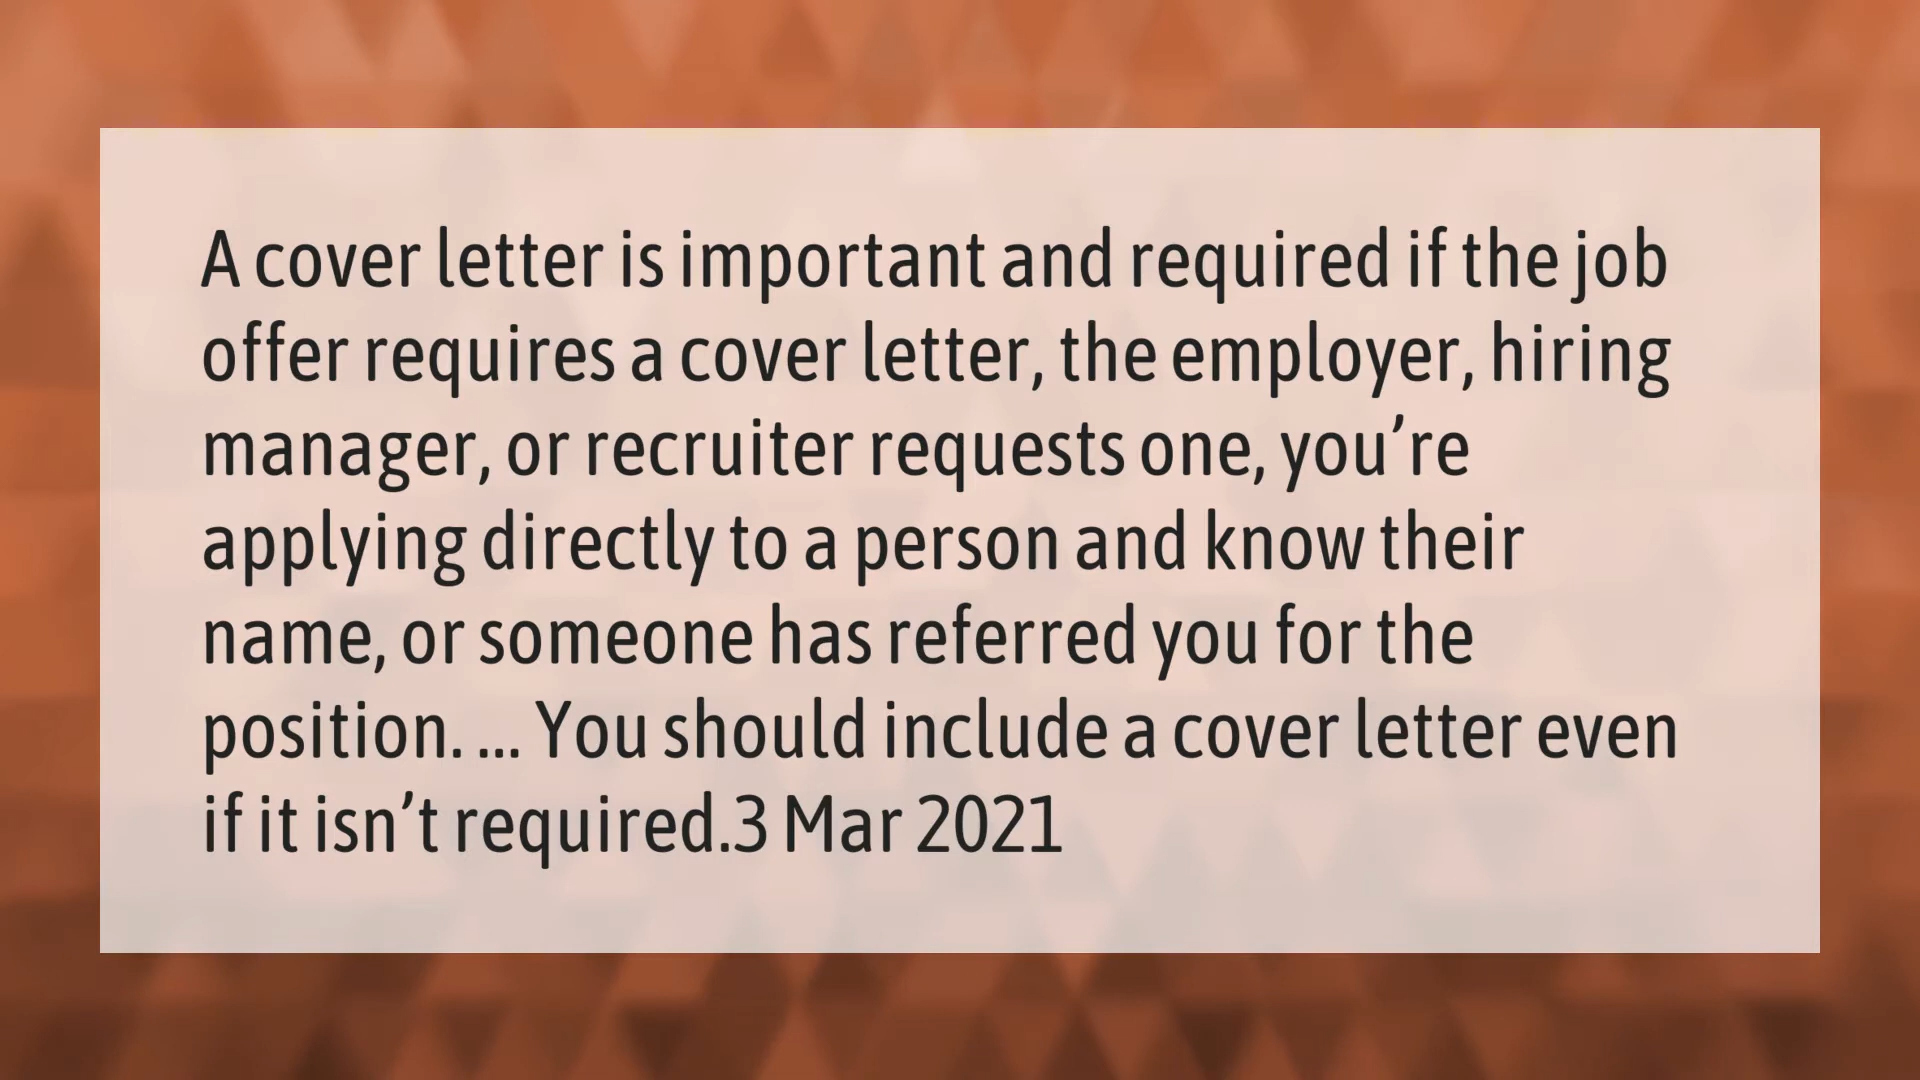 A cover letter is important and required if the job
offer requires a cover letter, the employer, hiring
manager, or recruiter requests one, you’re
applying directly to a person and know their
name, or someone has referred you for the
position. ... You should include a cover letter even
if it isn’t required.3 Mar 2021